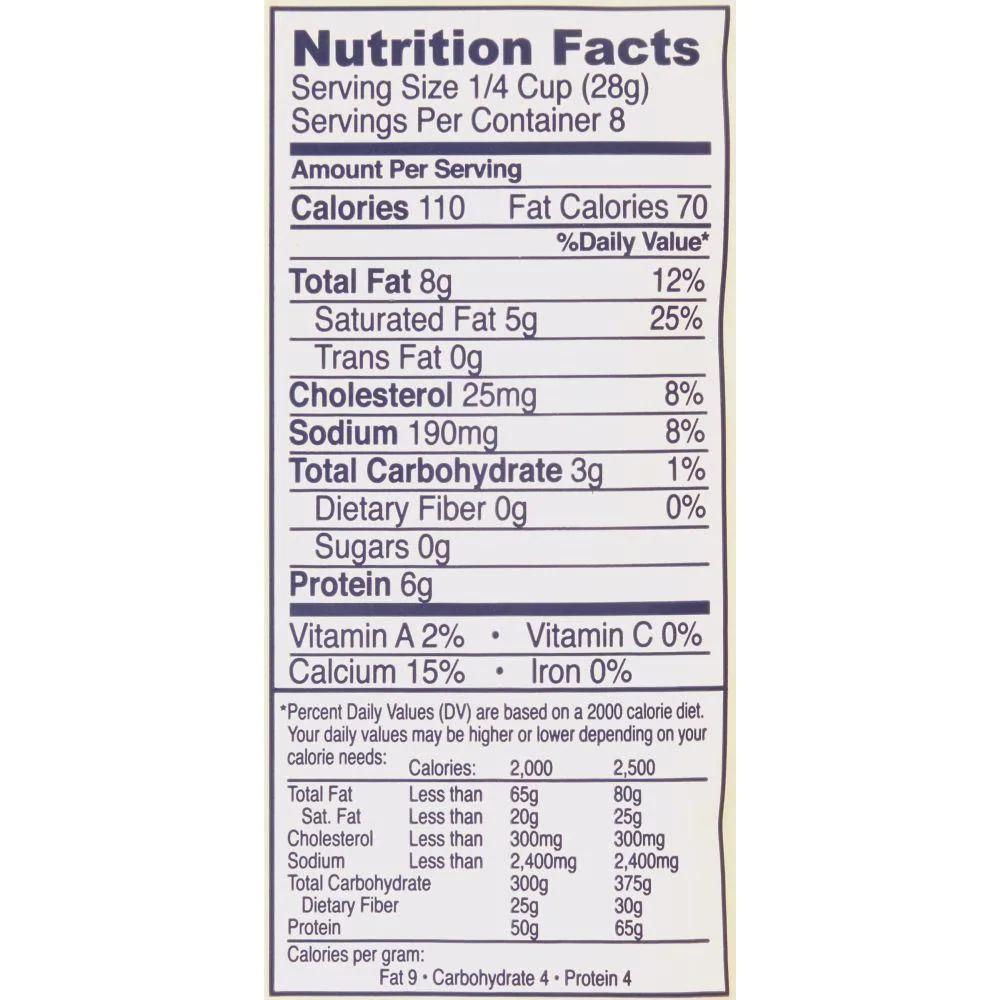 Nutrition Facts
Serving Size 1/4 Cup (28g)
Servings Per Container 8
Amount Per Serving
Calories 110 Fat Calories 70
%Daily Value*
Total Fat 8g 12%
Saturated Fat 5g 25%
Trans Fat 0g
Cholesterol 25mg 8%
Sodium 190mg 8%
Total Carbohydrate 3g 1%
Dietary Fiber 0g 0%
Sugars 0g
Protein 6g
Vitamin A 2% • Vitamin C 0%
Calcium 15% • Iron 0%
*Percent Daily Values (DV) are based on a 2000 calorie diet.
Your daily values may be higher or lower depending on your
calorie needs:
Calories: 2,000 2,500
Total Fat Less than 65g 80g
Sat. Fat Less than 20g 25g
Cholesterol Less than 300mg 300mg
Sodium Less than 2,400mg 2,400mg
Total Carbohydrate 300g 375g
Dietary Fiber 25g 30g
Protein 50g 65g
Calories per gram:
Fat 9 • Carbohydrate 4 • Protein 4